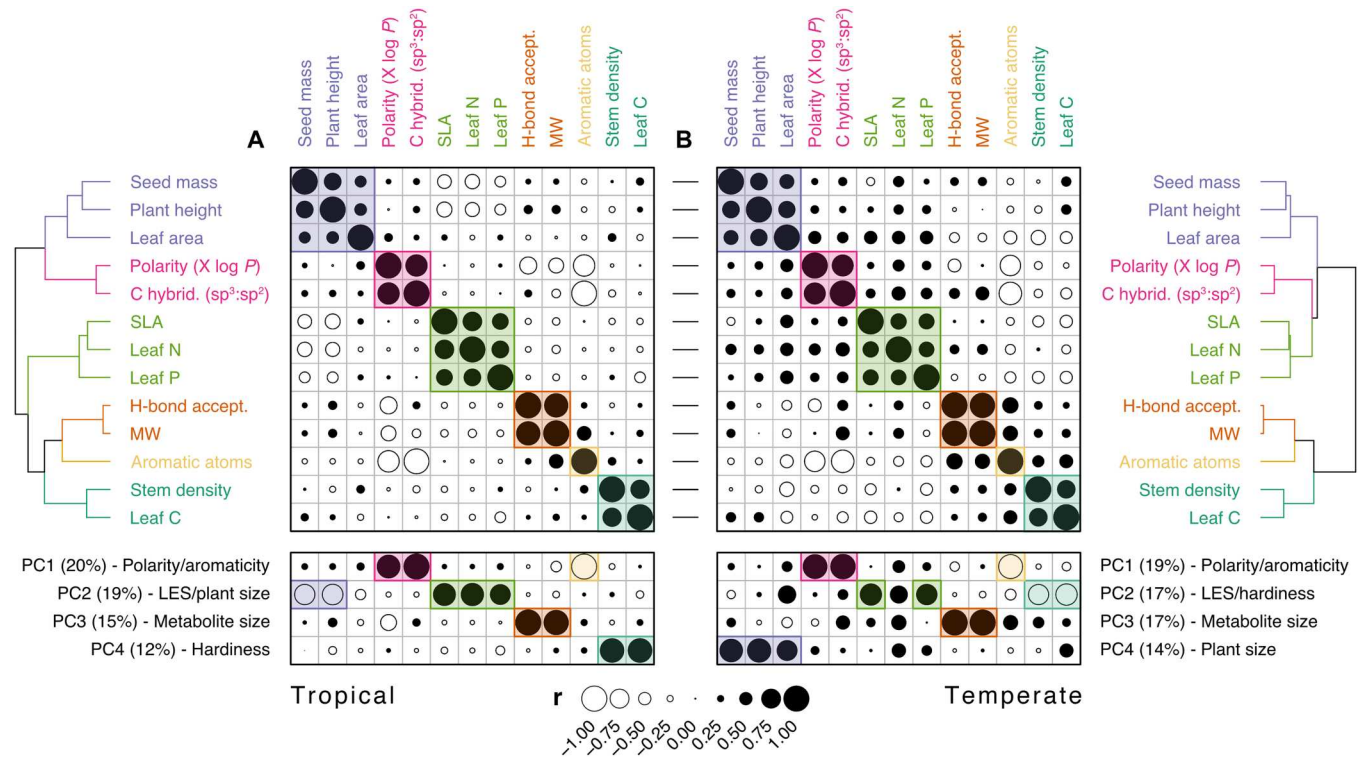 A
Seed mass
Plant height
Leaf area
Polarity (X log P)
C hybrid. (sp³:sp²)
SLA
Leaf N
Leaf P
H-bond accept.
MW
Aromatic atoms
Stem density
Leaf C
B
Seed mass
Plant height
Leaf area
Polarity (X log P)
C hybrid. (sp³:sp²)
SLA
Leaf N
Leaf P
H-bond accept.
MW
Aromatic atoms
Stem density
Leaf C
Seed mass
Plant height
Leaf area
Polarity (X log P)
C hybrid. (sp³:sp²)
SLA
Leaf N
Leaf P
H-bond accept.
MW
Aromatic atoms
Stem density
Leaf C
Seed mass
Plant height
Leaf area
Polarity (X log P)
C hybrid. (sp³:sp²)
SLA
Leaf N
Leaf P
H-bond accept.
MW
Aromatic atoms
Stem density
Leaf C
PC1 (20%) - Polarity/aromaticity
PC2 (19%) - LES/plant size
PC3 (15%) - Metabolite size
PC4 (12%) - Hardiness
PC1 (19%) - Polarity/aromaticity
PC2 (17%) - LES/hardiness
PC3 (17%) - Metabolite size
PC4 (14%) - Plant size
Tropical
r
Temperate
−1.00
−0.75
−0.50
−0.25
0.00
0.25
0.50
0.75
1.00